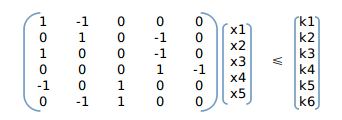 1 -1 0 0 0
0 1 0 -1 0
1 0 0 -1 0
0 0 0 1 -1
-1 0 1 0 0
0 -1 1 0 0
x1
x2
x3
x4
x5
≤
k1
k2
k3
k4
k5
k6